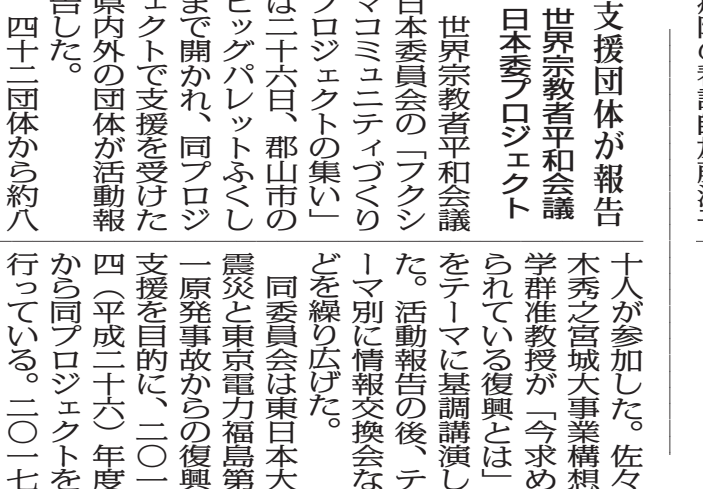 支援団体が報告
世界宗教者平和会議
日本委プロジェクト
世界宗教者平和会議
日本委員会の「フクシ
マコミュニティづくり
プロジェクトの集い」
は二十六日、郡山市の
ビッグパレットふくし
まで開かれ、同プロジ
ェクトで支援を受けた
県内外の団体が活動報
告した。
四十二団体から約八
十人が参加した。佐々
木秀之宮城大事業構想
学群准教授が「今求め
られている復興とは」
をテーマに基調講演し
た。活動報告の後、テ
ーマ別に情報交換会な
どを繰り広げた。
同委員会は東日本大
震災と東京電力福島第
一原発事故からの復興
支援を目的に、二〇一
四（平成二十六）年度
から同プロジェクトを
行っている。二〇一七